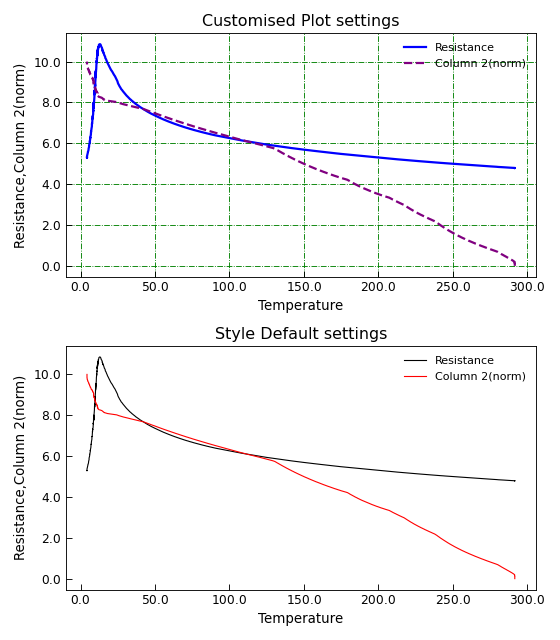 Customised Plot settings
Resistance
Column 2(norm)
10.0
8.0
6.0
4.0
2.0
0.0
Resistance,Column 2(norm)
0.0 50.0 100.0 150.0 200.0 250.0 300.0
Temperature
Style Default settings
Resistance
Column 2(norm)
10.0
8.0
6.0
4.0
2.0
0.0
Resistance,Column 2(norm)
0.0 50.0 100.0 150.0 200.0 250.0 300.0
Temperature